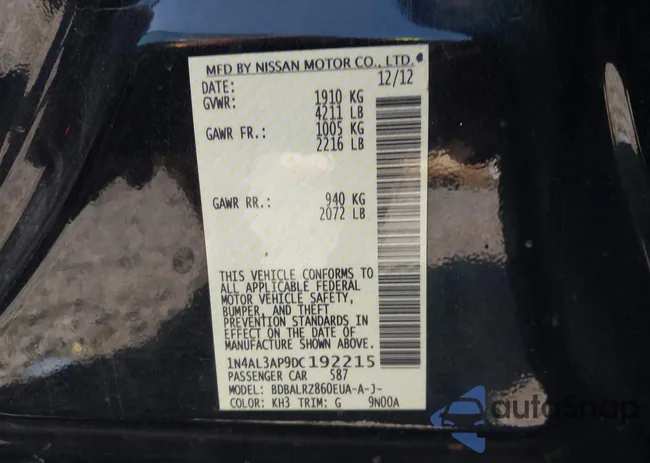 MFD BY NISSAN MOTOR CO., LTD.
DATE: 12/12
GVWR: 1910 KG
4211 LB
GAWR FR.: 1005 KG
2216 LB
GAWR RR.: 940 KG
2072 LB
THIS VEHICLE CONFORMS TO
ALL APPLICABLE FEDERAL
MOTOR VEHICLE SAFETY,
BUMPER, AND THEFT
PREVENTION STANDARDS IN
EFFECT ON THE DATE OF
MANUFACTURE SHOWN ABOVE.
1N4AL3AP9DC192215
PASSENGER CAR 587
MODEL: BDBALRZ860EUA-A-J-
COLOR: KH3 TRIM: G 9N00A
autoSnap